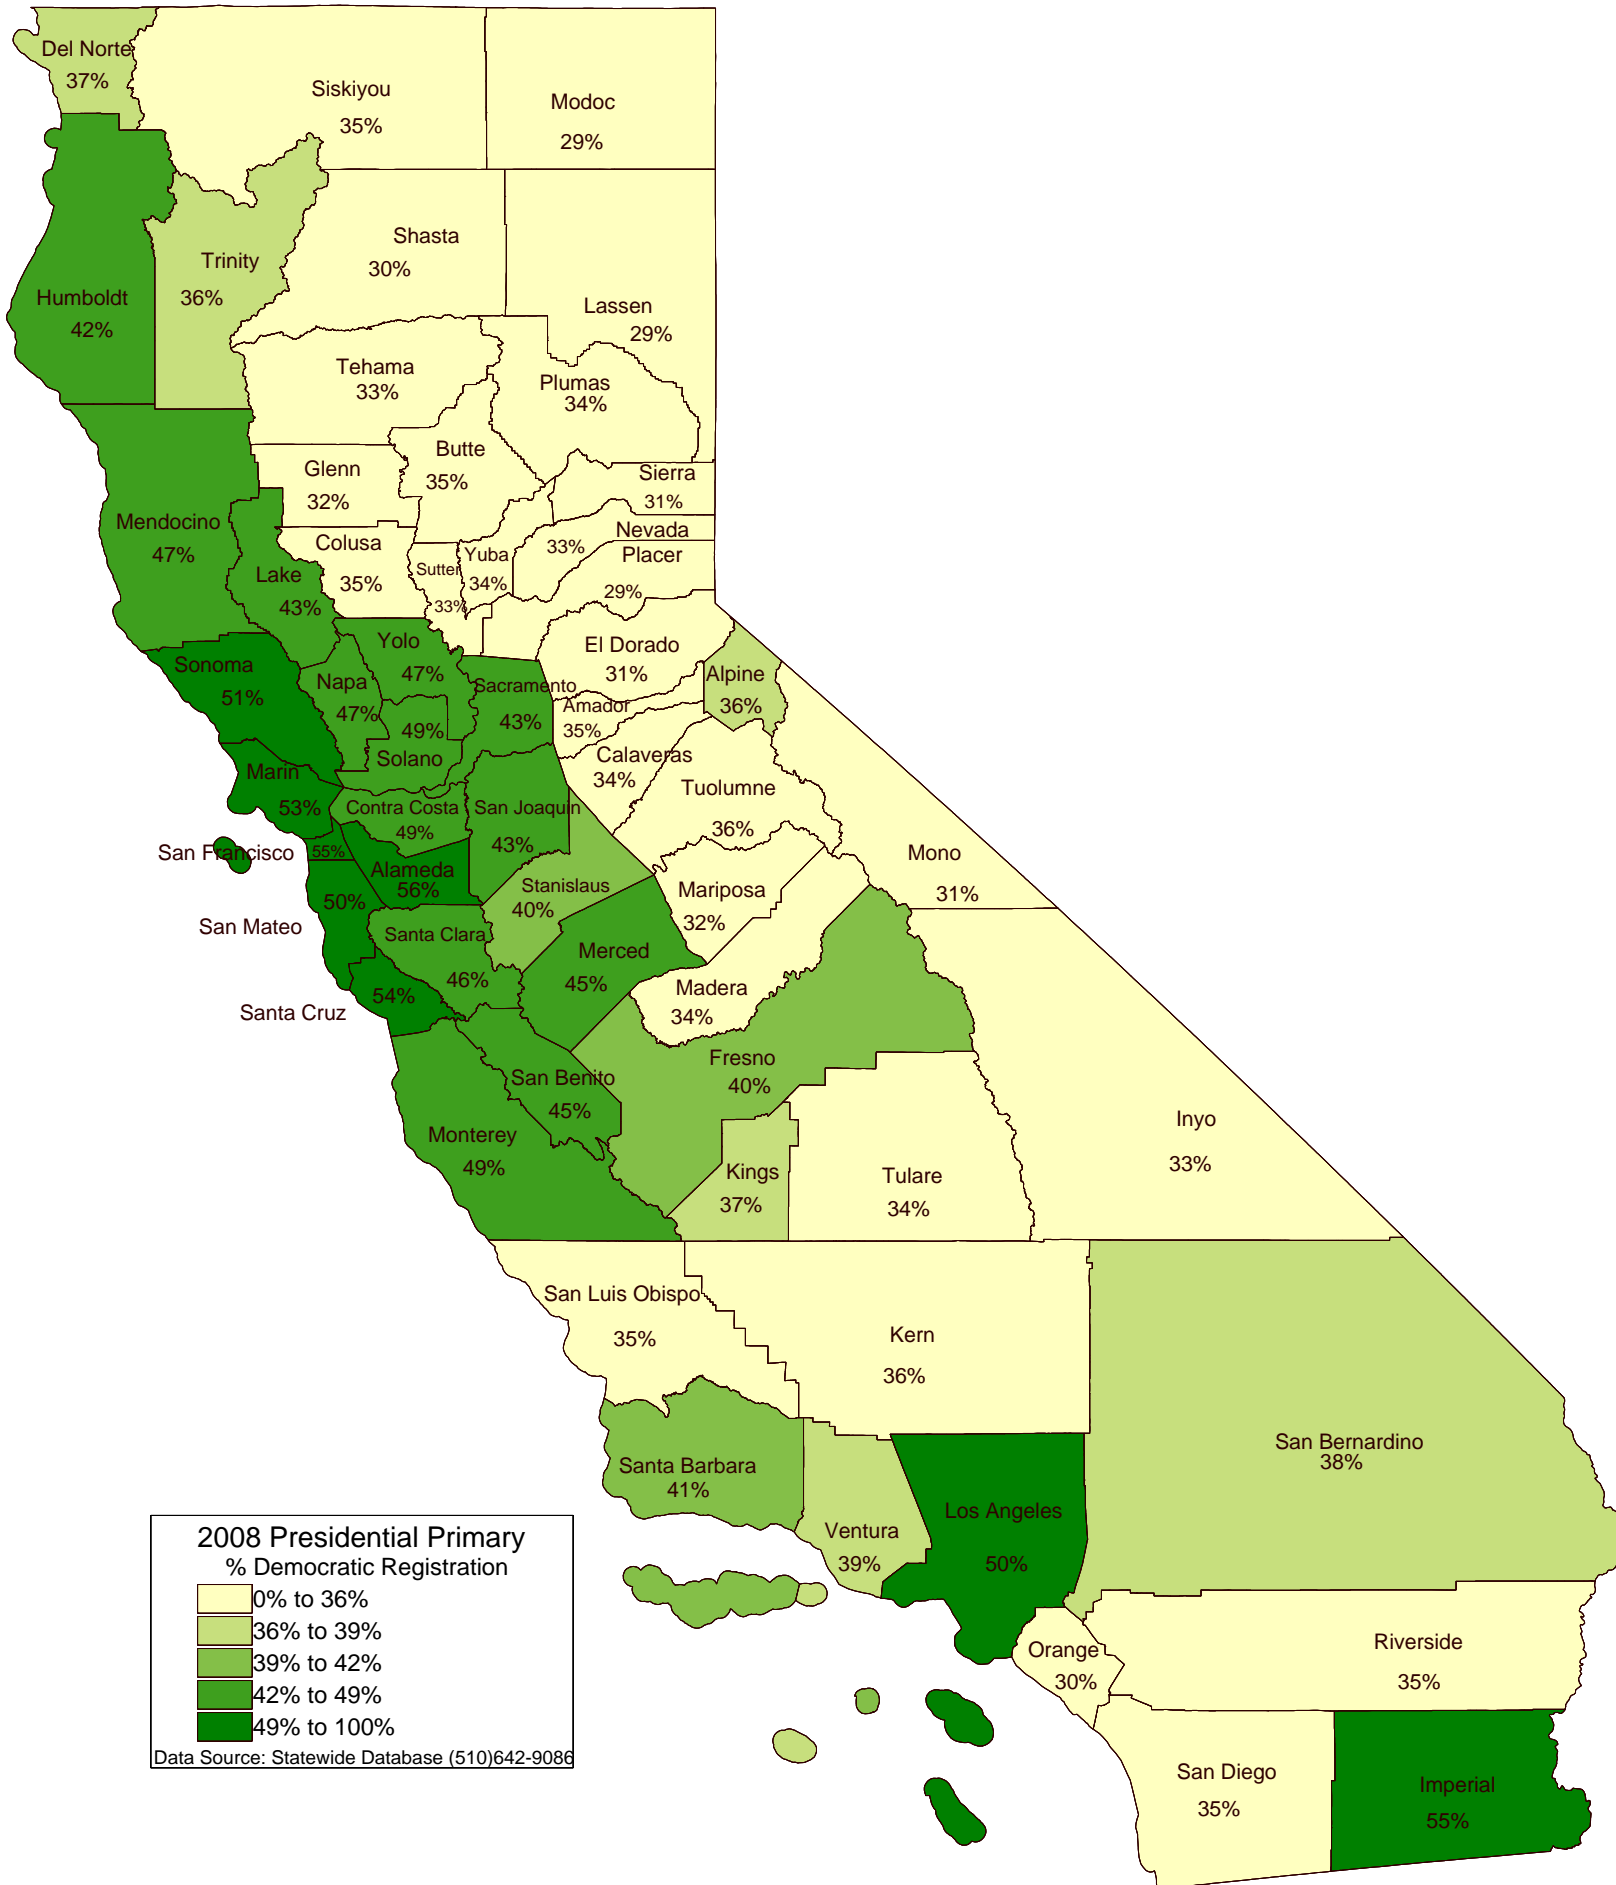 Del Norte
37%
Siskiyou
35%
Modoc
29%
Shasta
30%
Trinity
36%
Humboldt
42%
Lassen
29%
Tehama
33%
Plumas
34%
Butte
35%
Glenn
32%
Sierra
31%
Mendocino
47%
Nevada
33%
Colusa
35%
Yuba
34%
Placer
29%
Sutter
33%
Lake
43%
Yolo
47%
El Dorado
31%
Sonoma
51%
Napa
47%
Sacramento
43%
Alpine
36%
Amador
35%
49%
Solano
Calaveras
34%
Marin
53%
Tuolumne
36%
Contra Costa
49%
San Joaquin
43%
San Francisco
55%
Alameda
56%
Mono
31%
Stanislaus
40%
Mariposa
32%
50%
San Mateo
Santa Clara
46%
Merced
45%
Madera
34%
54%
Santa Cruz
Fresno
40%
San Benito
45%
Monterey
49%
Inyo
33%
Kings
37%
Tulare
34%
San Luis Obispo
35%
Kern
36%
San Bernardino
38%
Santa Barbara
41%
Ventura
39%
Los Angeles
50%
Orange
30%
Riverside
35%
San Diego
35%
Imperial
55%
2008 Presidential Primary
% Democratic Registration
0% to 36%
36% to 39%
39% to 42%
42% to 49%
49% to 100%
Data Source: Statewide Database (510)642-9086